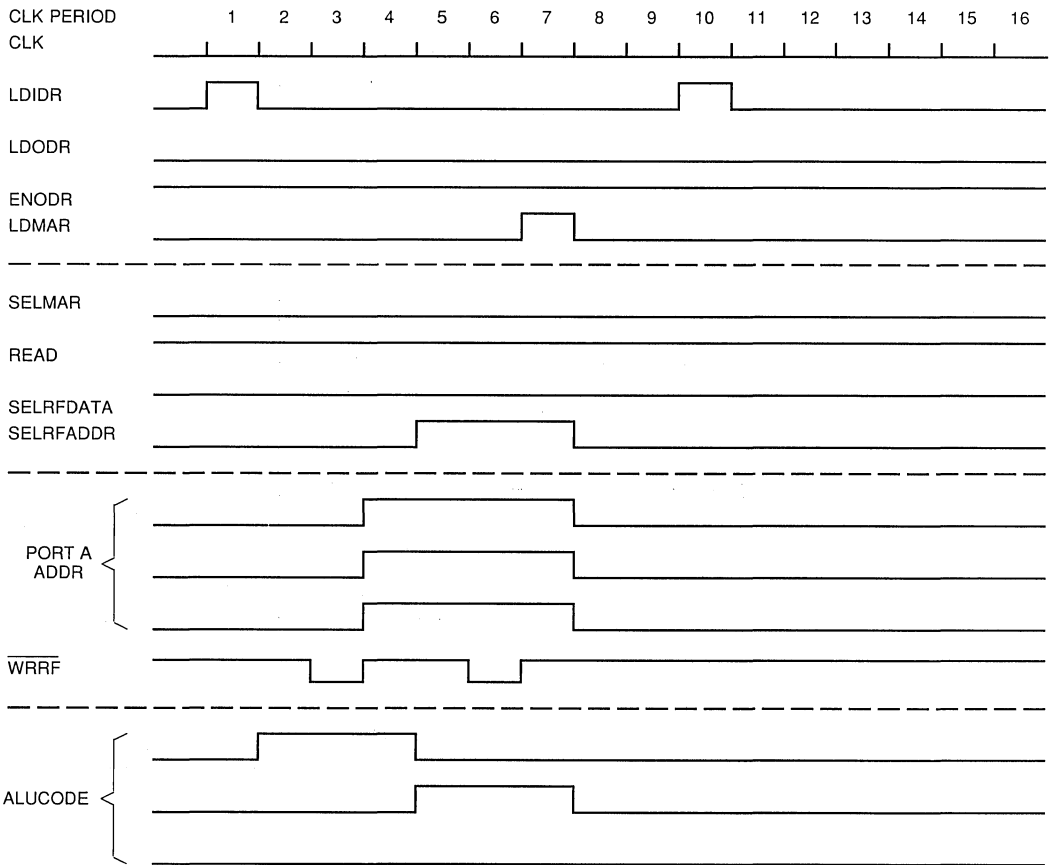 CLK PERIOD 1 2 3 4 5 6 7 8 9 10 11 12 13 14 15 16
CLK
LDIDR
LDODR
ENODR
LDMAR
SELMAR
READ
SELRFDATA
SELRFADDR
PORT A
ADDR
WRRF
ALUCODE